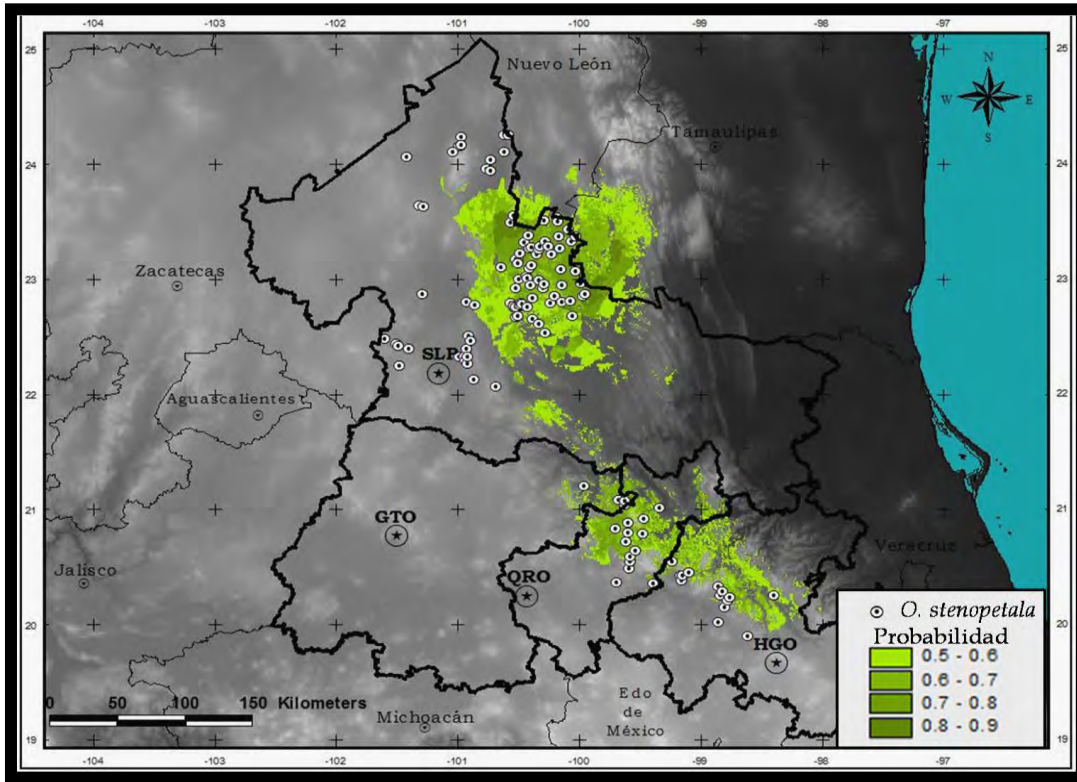 -104 -103 -102 -101 -100 -99 -98 -97
25 25
Nuevo León
N
W E
S
Tamaulipas
24 24
23 23
Zacatecas
SLP
22 22
Aguascalientes
21 21
GTO
Veracruz
Jalisco
QRO
20 20
HGO
O. stenopetala
Probabilidad
0.5 - 0.6
0.6 - 0.7
0.7 - 0.8
0.8 - 0.9
0 50 100 150 Kilometers
Michoacán
Edo
de
México
19 19
-104 -103 -102 -101 -100 -99 -98 -97